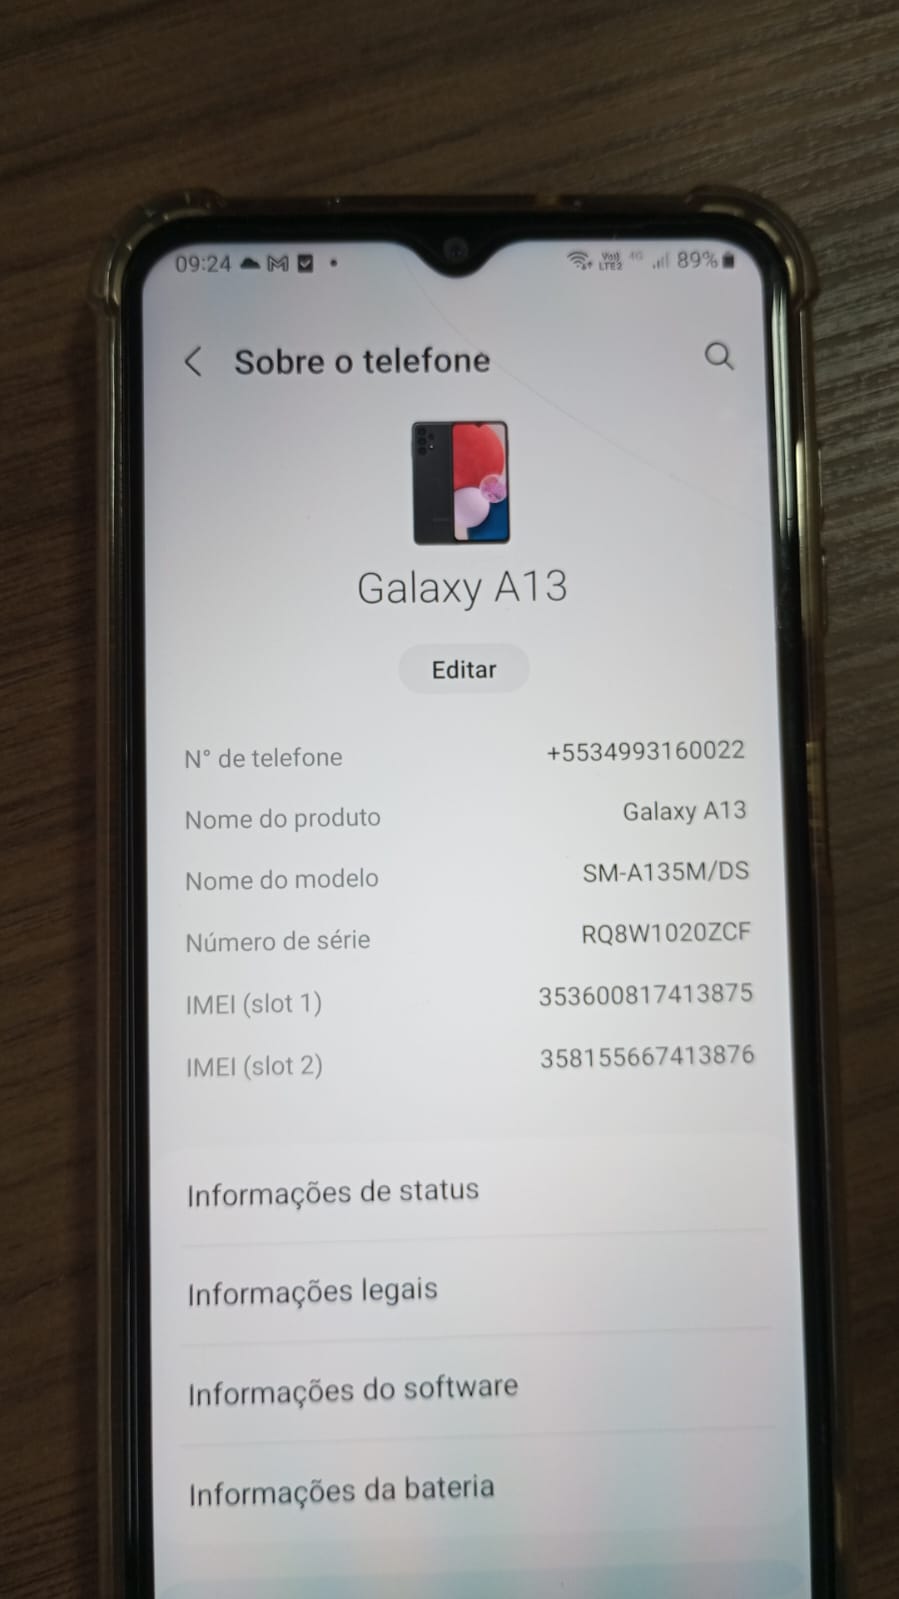 09:24 89%
Vo)) LTE2 4G
Sobre o telefone
Galaxy A13
Editar
N° de telefone +5534993160022
Nome do produto Galaxy A13
Nome do modelo SM-A135M/DS
Número de série RQ8W1020ZCF
IMEI (slot 1) 353600817413875
IMEI (slot 2) 358155667413876
Informações de status
Informações legais
Informações do software
Informações da bateria